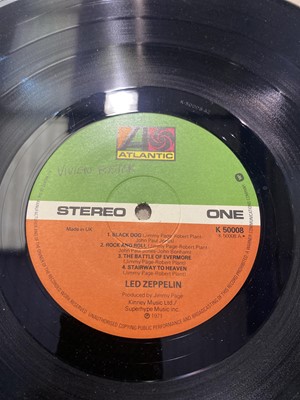 ATLANTIC
STEREO ONE
Made in UK
K 50008
K 50008 A
1. BLACK DOG (Jimmy Page-Robert Plant-
John Paul Jones)
2. ROCK AND ROLL (Jimmy Page-Robert Plant-
John Paul Jones-John Bonham)
3. THE BATTLE OF EVERMORE
(Jimmy Page-Robert Plant)
4. STAIRWAY TO HEAVEN
(Jimmy Page-Robert Plant)
LED ZEPPELIN
Produced by Jimmy Page
Kinney Music Ltd/
Superhype Music Inc.
℗ 1971